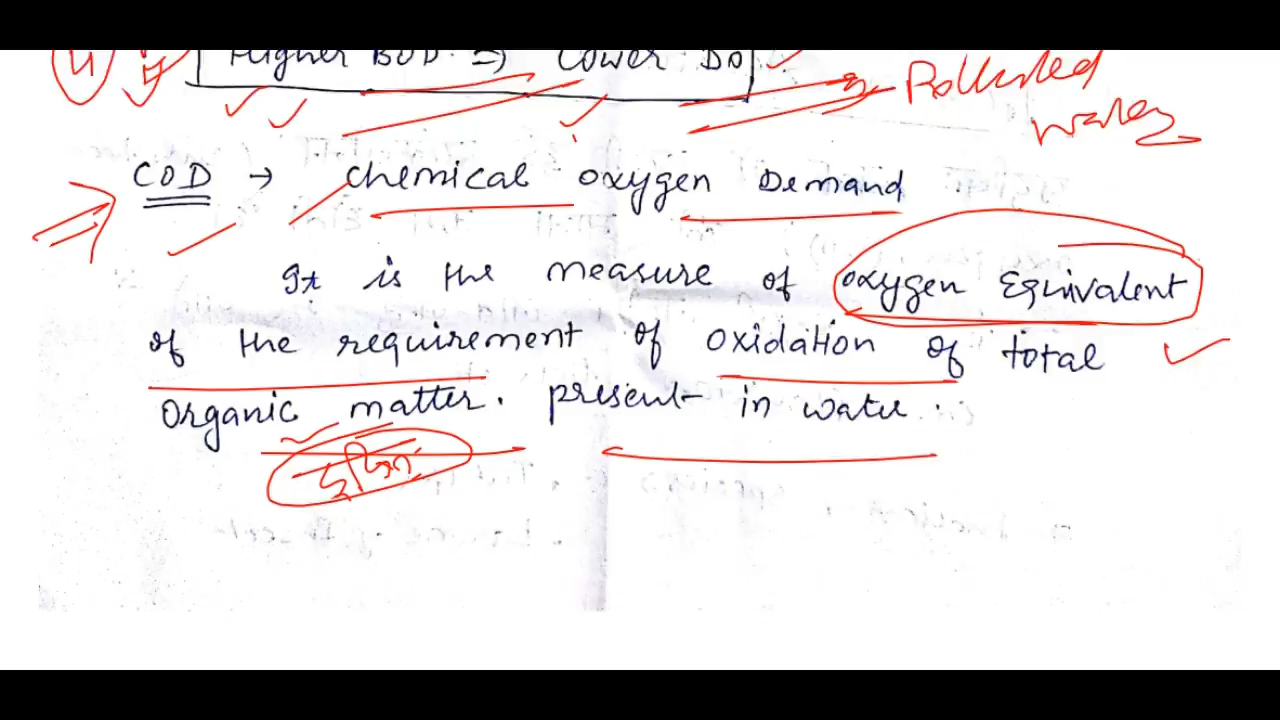 4) Higher BOD ⇒ Lower DO
Polluted
water
COD → chemical oxygen Demand
It is the measure of oxygen Equivalent
of the requirement of oxidation of total
Organic matter. present in water.